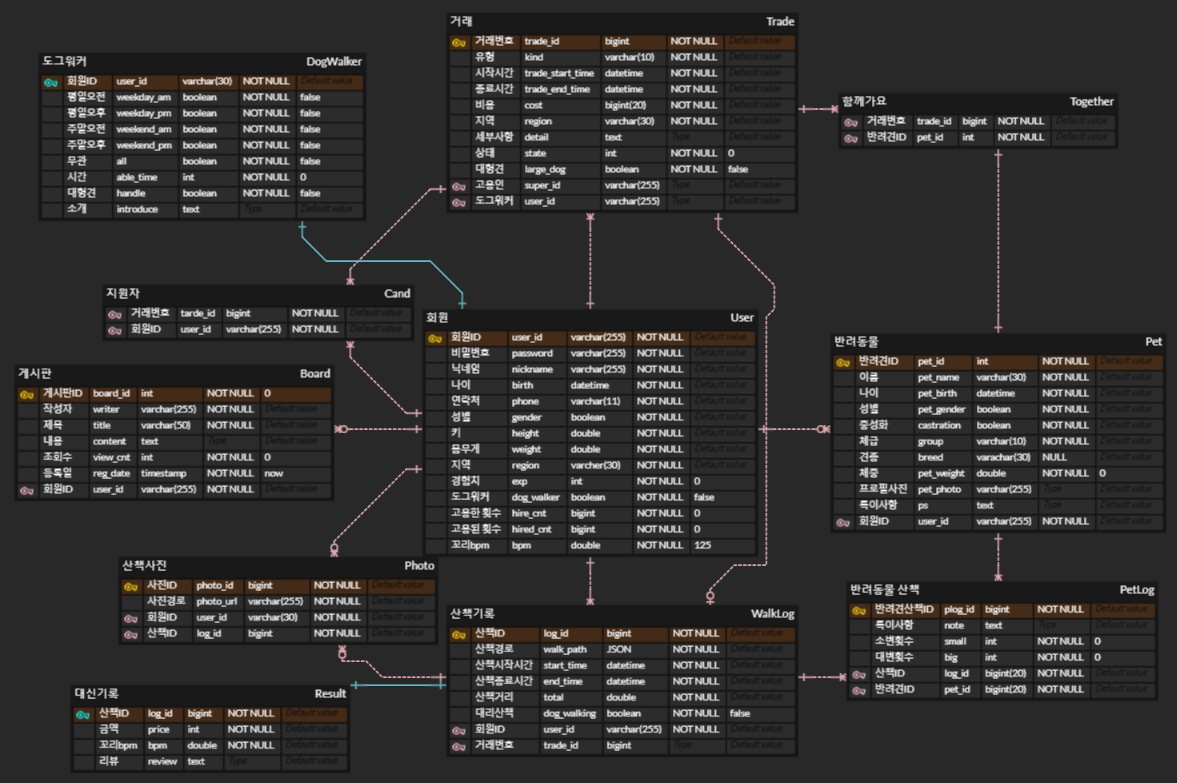 거래 Trade
거래번호 trade_id bigint NOT NULL Default value
유형 kind varchar(10) NOT NULL Default value
시작시간 trade_start_time datetime NOT NULL Default value
종료시간 trade_end_time datetime NOT NULL Default value
비용 cost bigint(20) NOT NULL Default value
지역 region varchar(30) NOT NULL Default value
세부사항 detail text Type Default value
상태 state int NOT NULL 0
대형견 large_dog boolean NOT NULL false
고용인 super_id varchar(255) Type Default value
도그워커 user_id varchar(255) Type Default value
도그워커 DogWalker
회원ID user_id varchar(30) NOT NULL Default value
평일오전 weekday_am boolean NOT NULL false
평일오후 weekday_pm boolean NOT NULL false
주말오전 weekend_am boolean NOT NULL false
주말오후 weekend_pm boolean NOT NULL false
무관 all boolean NOT NULL false
시간 able_time int NOT NULL 0
대형견 handle boolean NOT NULL false
소개 introduce text Type Default value
함께가요 Together
거래번호 trade_id bigint NOT NULL Default value
반려견ID pet_id int NOT NULL Default value
지원자 Cand
거래번호 tarde_id bigint NOT NULL Default value
회원ID user_id varchar(255) NOT NULL Default value
회원 User
회원ID user_id varchar(255) NOT NULL Default value
비밀번호 password varchar(255) NOT NULL Default value
닉네임 nickname varchar(255) NOT NULL Default value
나이 birth datetime NOT NULL Default value
연락처 phone varchar(11) NOT NULL Default value
성별 gender boolean NOT NULL Default value
키 height double NOT NULL Default value
몸무게 weight double NOT NULL Default value
지역 region varcher(30) NOT NULL Default value
경험치 exp int NOT NULL 0
도그워커 dog_walker boolean NOT NULL false
고용한 횟수 hire_cnt bigint NOT NULL 0
고용된 횟수 hired_cnt bigint NOT NULL 0
꼬리bpm bpm double NOT NULL 125
반려동물 Pet
반려견ID pet_id int NOT NULL Default value
이름 pet_name varchar(30) NOT NULL Default value
나이 pet_birth datetime NOT NULL Default value
성별 pet_gender boolean NOT NULL Default value
중성화 castration boolean NOT NULL Default value
체급 group varchar(10) NOT NULL Default value
견종 breed varachar(30) NULL Default value
체중 pet_weight double NOT NULL 0
프로필사진 pet_photo varchar(255) Type Default value
특이사항 ps text Type Default value
회원ID user_id varchar(255) NOT NULL Default value
게시판 Board
게시판ID board_id int NOT NULL 0
작성자 writer varchar(255) NOT NULL Default value
제목 title varchar(50) NOT NULL Default value
내용 content text Type Default value
조회수 view_cnt int NOT NULL 0
등록일 reg_date timestamp NOT NULL now
회원ID user_id varchar(255) NOT NULL Default value
산책사진 Photo
사진ID photo_id bigint NOT NULL Default value
사진경로 photo_url varchar(255) NOT NULL Default value
회원ID user_id varchar(30) NOT NULL Default value
산책ID log_id bigint NOT NULL Default value
반려동물 산책 PetLog
반려견산책ID plog_id bigint NOT NULL Default value
특이사항 note text Type Default value
소변횟수 small int NOT NULL 0
대변횟수 big int NOT NULL 0
산책ID log_id bigint(20) NOT NULL Default value
반려견ID pet_id bigint(20) NOT NULL Default value
산책기록 WalkLog
산책ID log_id bigint NOT NULL Default value
산책경로 walk_path JSON NOT NULL Default value
산책시작시간 start_time datetime NOT NULL Default value
산책종료시간 end_time datetime NOT NULL Default value
산책거리 total double NOT NULL Default value
대리산책 dog_walking boolean NOT NULL false
회원ID user_id varchar(255) NOT NULL Default value
거래번호 trade_id bigint Type Default value
대신기록 Result
산책ID log_id bigint NOT NULL Default value
금액 price int NOT NULL Default value
꼬리bpm bpm double NOT NULL Default value
리뷰 review text Type Default value